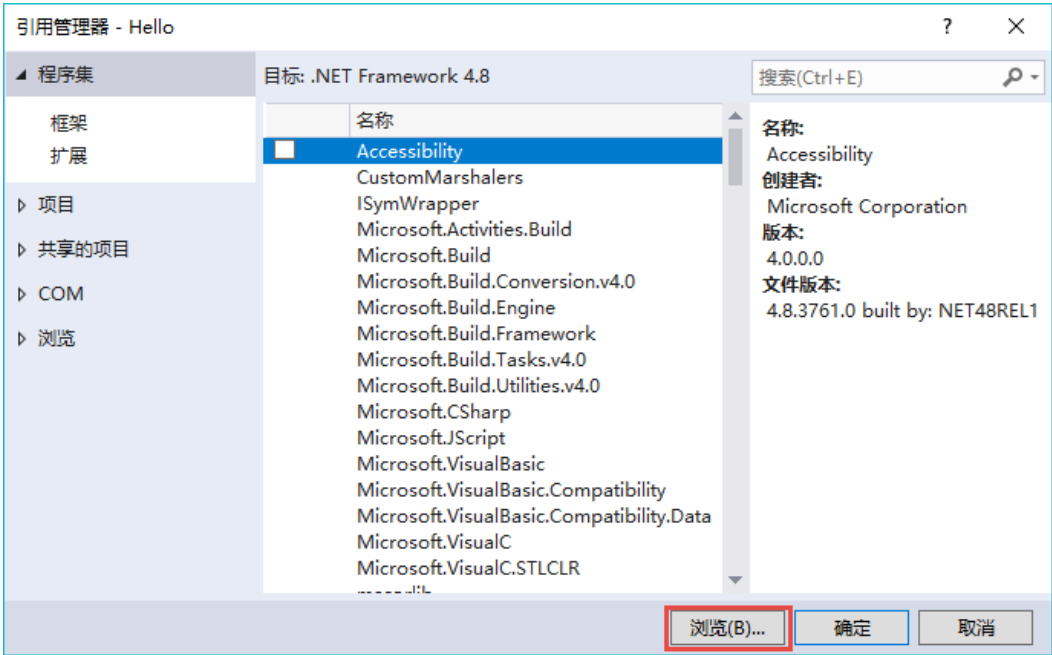 引用管理器 - Hello
?
程序集
框架
扩展
项目
共享的项目
COM
浏览
目标: .NET Framework 4.8
名称
Accessibility
CustomMarshalers
ISymWrapper
Microsoft.Activities.Build
Microsoft.Build
Microsoft.Build.Conversion.v4.0
Microsoft.Build.Engine
Microsoft.Build.Framework
Microsoft.Build.Tasks.v4.0
Microsoft.Build.Utilities.v4.0
Microsoft.CSharp
Microsoft.JScript
Microsoft.VisualBasic
Microsoft.VisualBasic.Compatibility
Microsoft.VisualBasic.Compatibility.Data
Microsoft.VisualC
Microsoft.VisualC.STLCLR
搜索(Ctrl+E)
名称:
Accessibility
创建者:
Microsoft Corporation
版本:
4.0.0.0
文件版本:
4.8.3761.0 built by: NET48REL1
浏览(B)...
确定
取消